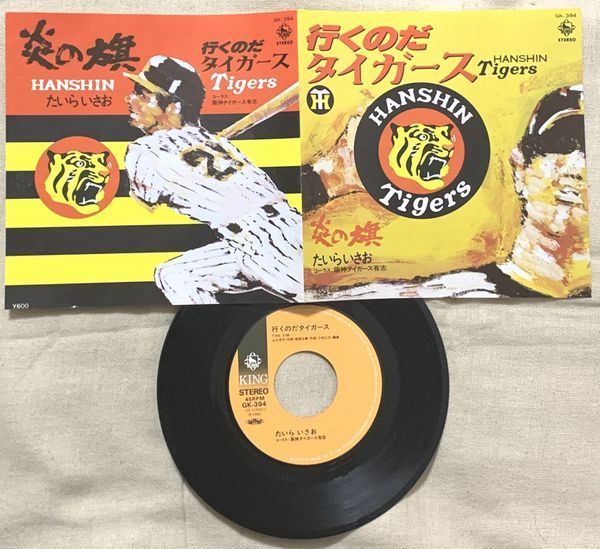 GK-394
STEREO
炎の旗
行くのだ
タイガース
HANSHIN
Tigers
たいらいさお
コーラス:阪神タイガース有志
¥600
GK-394
STEREO
行くのだ
タイガース
HANSHIN
Tigers
HANSHIN
Tigers
炎の旗
たいらいさお
コーラス:阪神タイガース有志
行くのだタイガース
KING
STEREO
45RPM
GK-394
たいら いさお
コーラス:阪神タイガース有志